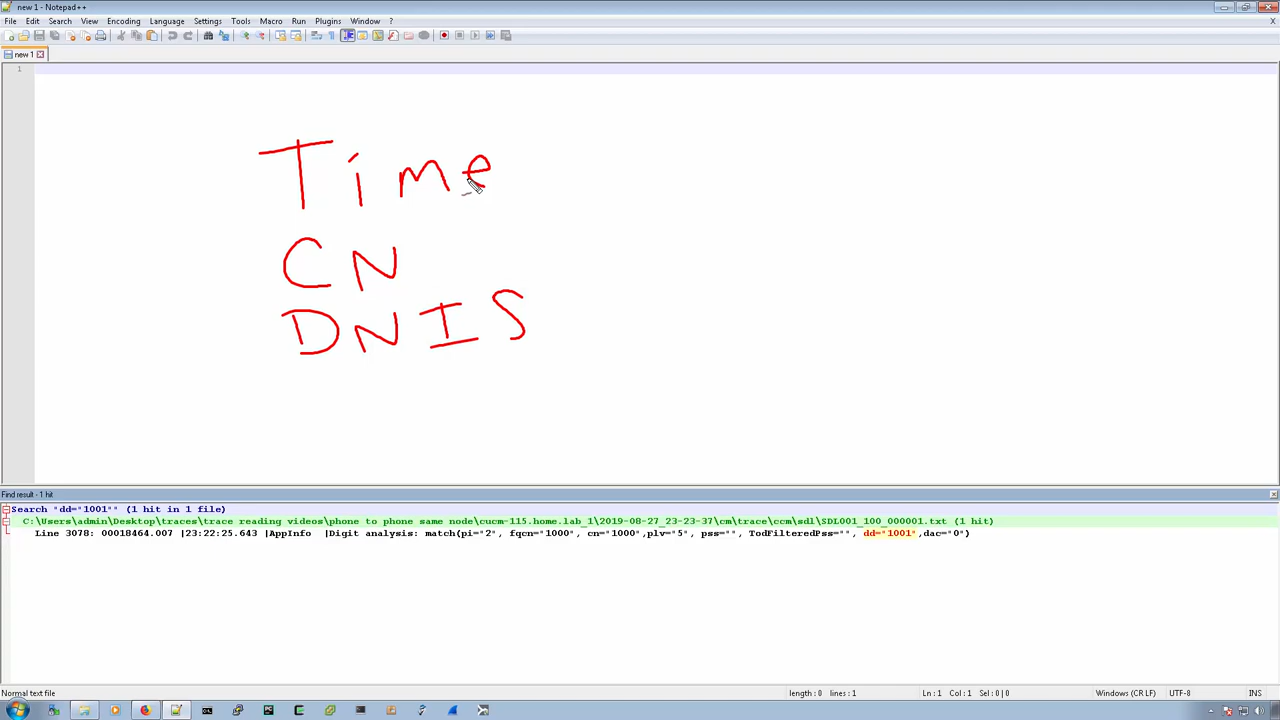 new 1 - Notepad++
File Edit Search View Encoding Language Settings Tools Macro Run Plugins Window ? X
new 1
1
Time
CN
DNIS
Find result - 1 hit
Search "dd="1001"" (1 hit in 1 file)
C:\Users\admin\Desktop\traces\trace reading videos\phone to phone same node\cucm-115.home.lab_1\2019-08-27_23-23-37\cm\trace\ccm\sdl\SDL001_100_000001.txt (1 hit)
Line 3078: 00018464.007 |23:22:25.643 |AppInfo |Digit analysis: match(pi="2", fqcn="1000", cn="1000",plv="5", pss="", TodFilteredPss="", dd="1001",dac="0")
Normal text file length : 0 lines : 1 Ln : 1 Col : 1 Sel : 0 | 0 Windows (CR LF) UTF-8 INS